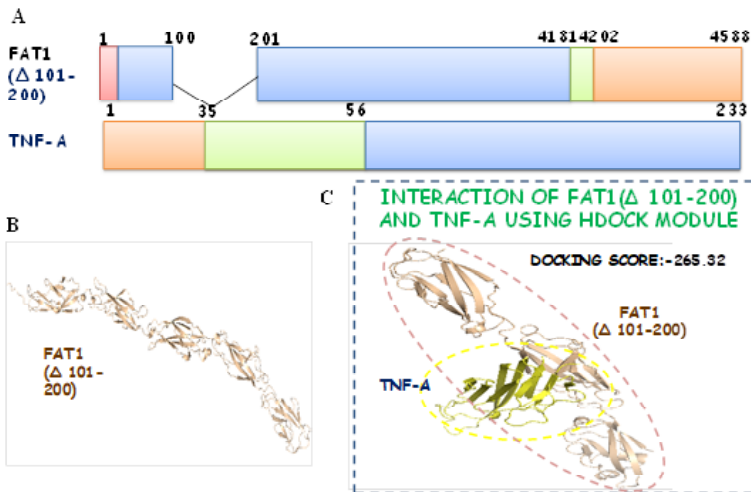 A
1 100 201 4181 4202 4588
FAT1
(Δ 101-
200)
1 35 56 233
TNF-A
B
FAT1
(Δ 101-
200)
C
INTERACTION OF FAT1(Δ 101-200)
AND TNF-A USING HDOCK MODULE
DOCKING SCORE:-265.32
FAT1
(Δ 101-200)
TNF-A